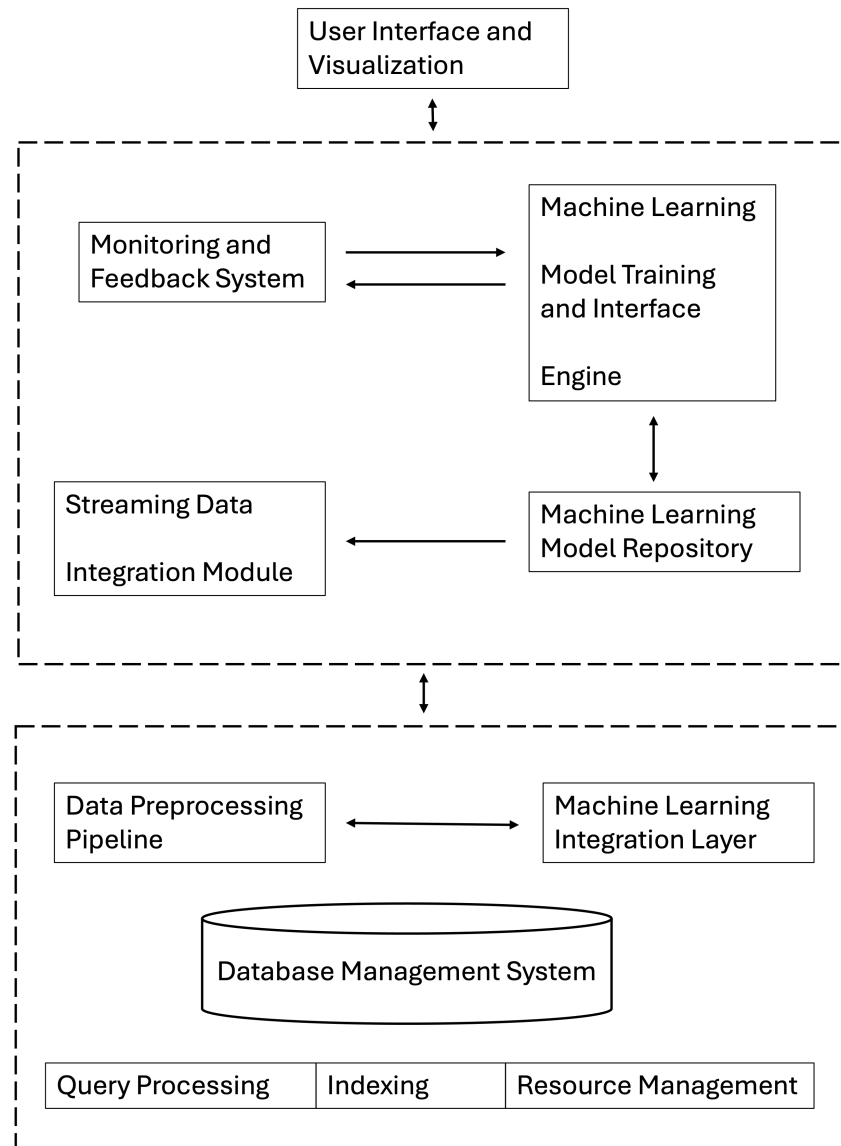 User Interface and
Visualization
Monitoring and
Feedback System
Machine Learning
Model Training
and Interface
Engine
Streaming Data
Integration Module
Machine Learning
Model Repository
Data Preprocessing
Pipeline
Machine Learning
Integration Layer
Database Management System
Query Processing
Indexing
Resource Management